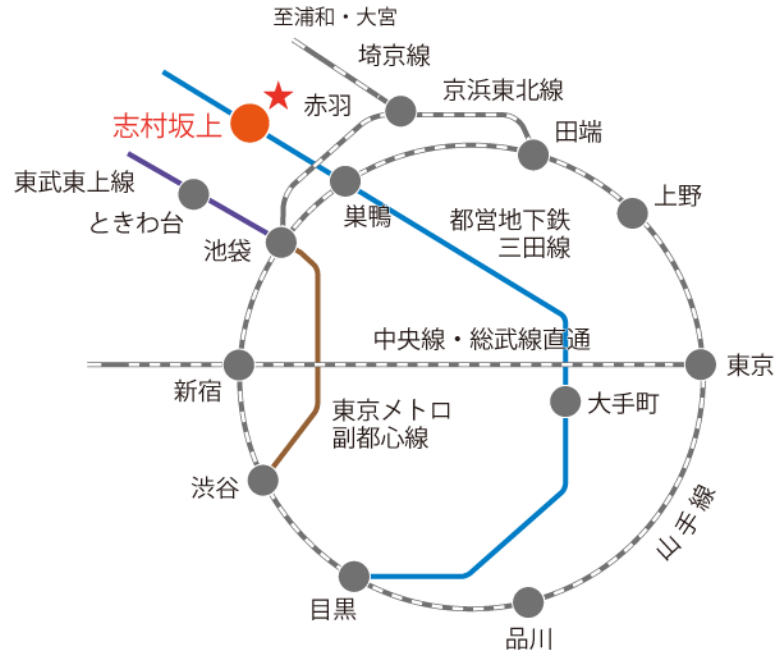 至浦和・大宮
埼京線
赤羽
京浜東北線
志村坂上
田端
東武東上線
ときわ台
巣鴨
上野
池袋
都営地下鉄
三田線
中央線・総武線直通
東京
新宿
東京メトロ
副都心線
大手町
渋谷
山手線
目黒
品川